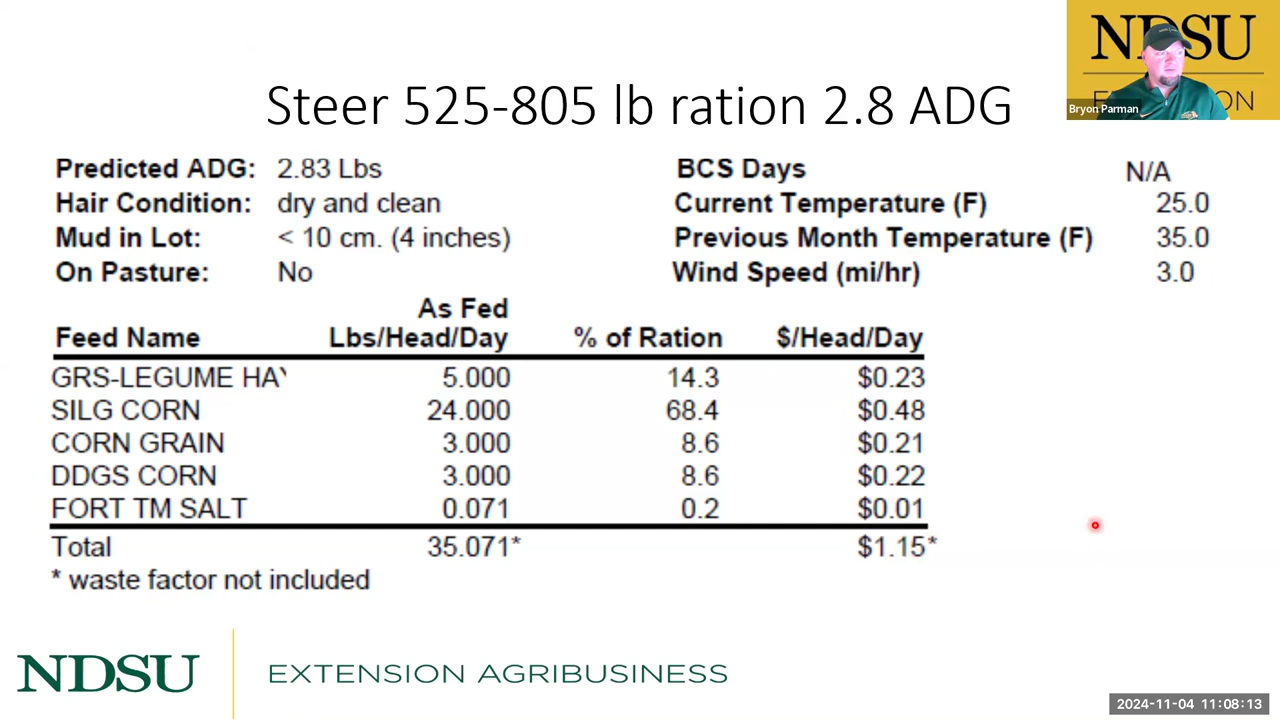 NDSU
EXTENSION
Bryon Parman
Steer 525-805 lb ration 2.8 ADG
Predicted ADG: 2.83 Lbs BCS Days N/A
Hair Condition: dry and clean Current Temperature (F) 25.0
Mud in Lot: < 10 cm. (4 inches) Previous Month Temperature (F) 35.0
On Pasture: No Wind Speed (mi/hr) 3.0
As Fed
Feed Name Lbs/Head/Day % of Ration $/Head/Day
GRS-LEGUME HAY 5.000 14.3 $0.23
SILG CORN 24.000 68.4 $0.48
CORN GRAIN 3.000 8.6 $0.21
DDGS CORN 3.000 8.6 $0.22
FORT TM SALT 0.071 0.2 $0.01
Total 35.071* $1.15*
* waste factor not included
NDSU EXTENSION AGRIBUSINESS
2024-11-04 11:08:13